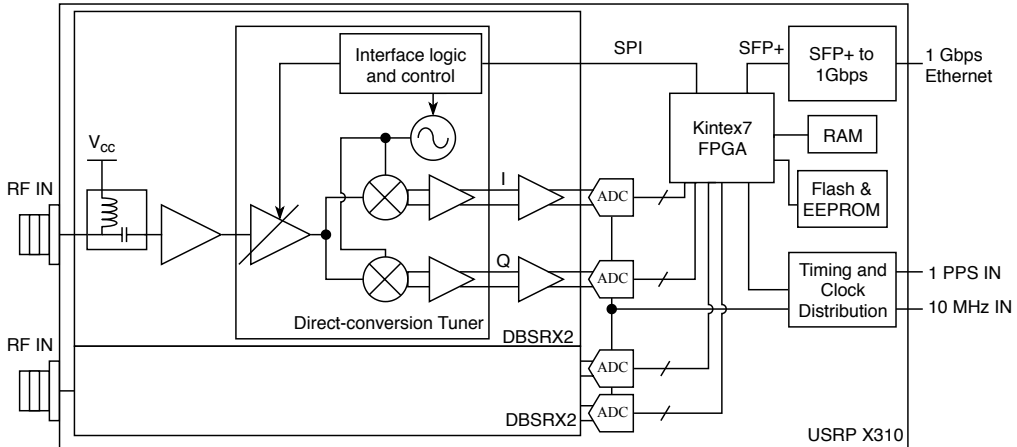 Interface logic
and control
SPI
SFP+
SFP+ to
1Gbps
1 Gbps
Ethernet
Kintex7
FPGA
RAM
Flash &
EEPROM
VCC
RF IN
I
ADC
Q
ADC
Timing and
Clock
Distribution
1 PPS IN
10 MHz IN
Direct-conversion Tuner
DBSRX2
RF IN
ADC
DBSRX2
ADC
USRP X310